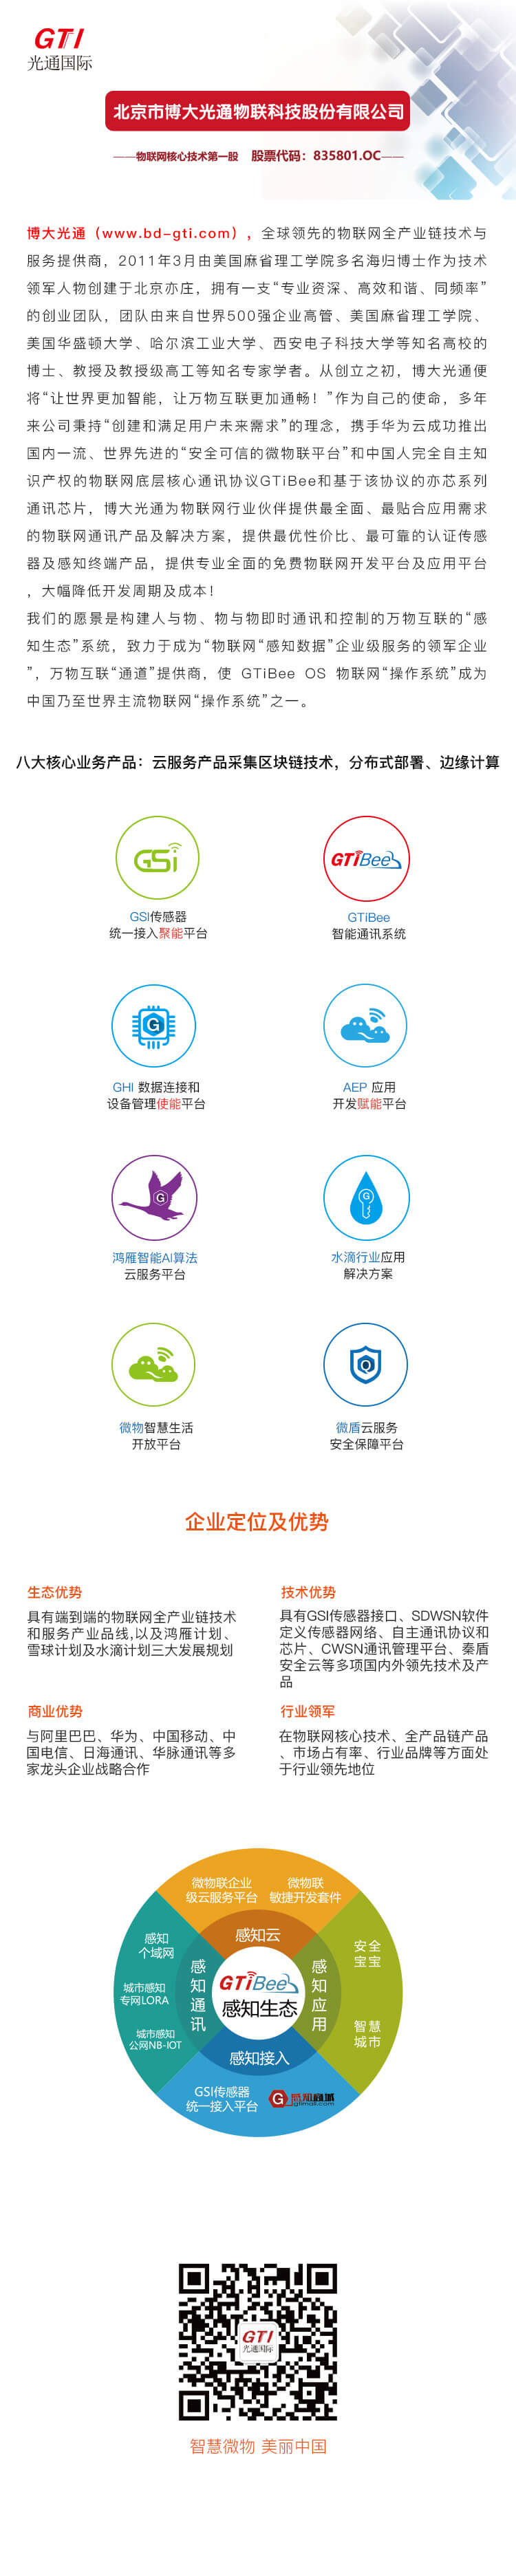 GTI
光通国际
北京市博大光通物联科技股份有限公司
——物联网核心技术第一股 股票代码：835801.OC——
博大光通（www.bd-gti.com），全球领先的物联网全产业链技术与
服务提供商，2011年3月由美国麻省理工学院多名海归博士作为技术
领军人物创建于北京亦庄，拥有一支“专业资深、高效和谐、同频率”
的创业团队，团队由来自世界500强企业高管、美国麻省理工学院、
美国华盛顿大学、哈尔滨工业大学、西安电子科技大学等知名高校的
博士、教授及教授级高工等知名专家学者。从创立之初，博大光通便
将“让世界更加智能，让万物互联更加通畅！”作为自己的使命，多年
来公司秉持“创建和满足用户未来需求”的理念，携手华为云成功推出
国内一流、世界先进的“安全可信的微物联平台”和中国人完全自主知
识产权的物联网底层核心通讯协议GTiBee和基于该协议的亦芯系列
通讯芯片，博大光通为物联网行业伙伴提供最全面、最贴合应用需求
的物联网通讯产品及解决方案，提供最优性价比、最可靠的认证传感
器及感知终端产品，提供专业全面的免费物联网开发平台及应用平台
，大幅降低开发周期及成本！
我们的愿景是构建人与物、物与物即时通讯和控制的万物互联的“感
知生态”系统，致力于成为“物联网“感知数据”企业级服务的领军企业
”，万物互联“通道”提供商，使 GTiBee OS 物联网“操作系统”成为
中国乃至世界主流物联网“操作系统”之一。
八大核心业务产品：云服务产品采集区块链技术，分布式部署、边缘计算
GSi
GTiBee
GSI传感器
统一接入聚能平台
GTiBee
智能通讯系统
G
GHI 数据连接和
设备管理使能平台
AEP 应用
开发赋能平台
G
G
鸿雁智能AI算法
云服务平台
水滴行业应用
解决方案
微物智慧生活
开放平台
微盾云服务
安全保障平台
企业定位及优势
生态优势
具有端到端的物联网全产业链技术
和服务产业品线,以及鸿雁计划、
雪球计划及水滴计划三大发展规划
技术优势
具有GSI传感器接口、SDWSN软件
定义传感器网络、自主通讯协议和
芯片、CWSN通讯管理平台、秦盾
安全云等多项国内外领先技术及产
品
商业优势
与阿里巴巴、华为、中国移动、中
国电信、日海通讯、华脉通讯等多
家龙头企业战略合作
行业领军
在物联网核心技术、全产品链产品
、市场占有率、行业品牌等方面处
于行业领先地位
微物联企业
级云服务平台
微物联
敏捷开发套件
感知云
感知
个域网
城市感知
专网LORA
城市感知
公网NB-IOT
感知通讯
GTiBee
感知生态
感知应用
安全
宝宝
智慧
城市
感知接入
GSI传感器
统一接入平台
G 感知商城
GTI
光通国际
智慧微物 美丽中国